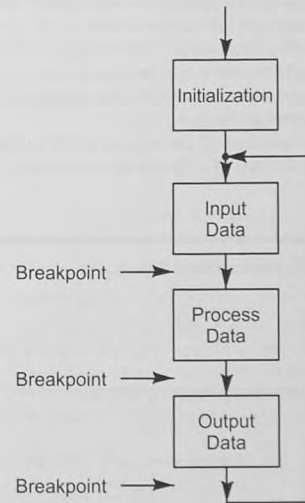 Initialization
Input
Data
Breakpoint
Process
Data
Breakpoint
Output
Data
Breakpoint